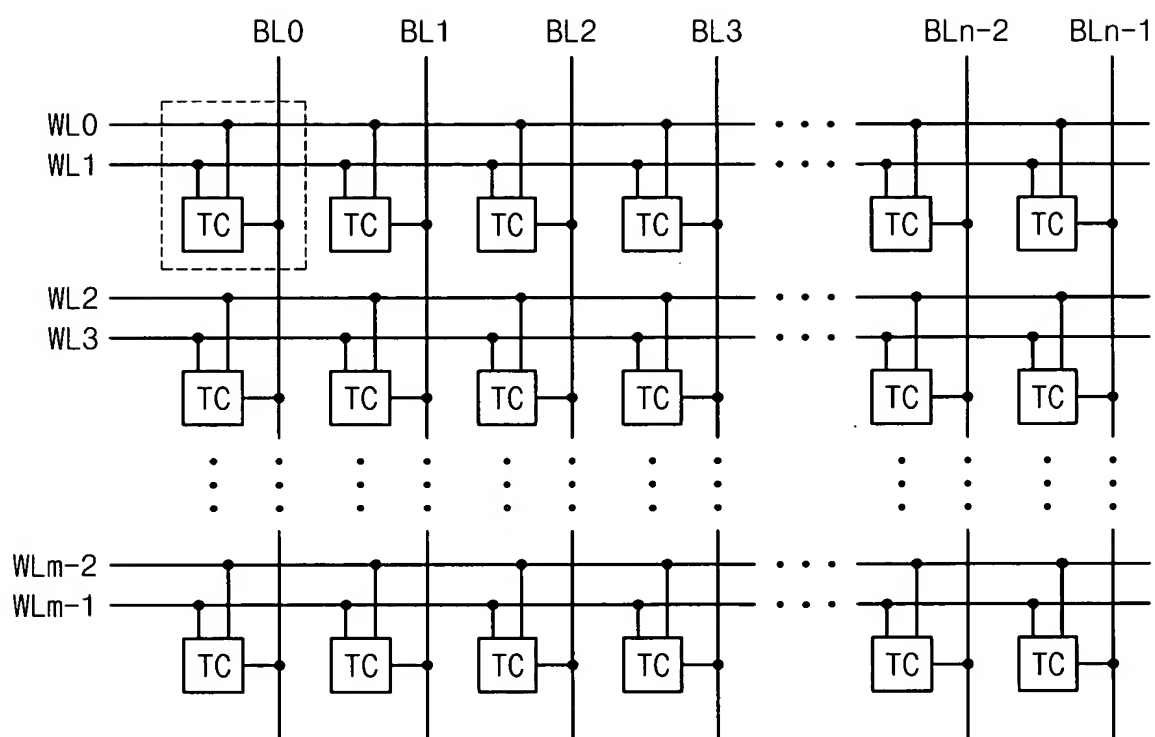 BL0 BL1 BL2 BL3 BLn-2 BLn-1
WL0
WL1
TC TC TC TC TC TC
WL2
WL3
TC TC TC TC TC TC
WLm-2
WLm-1
TC TC TC TC TC TC